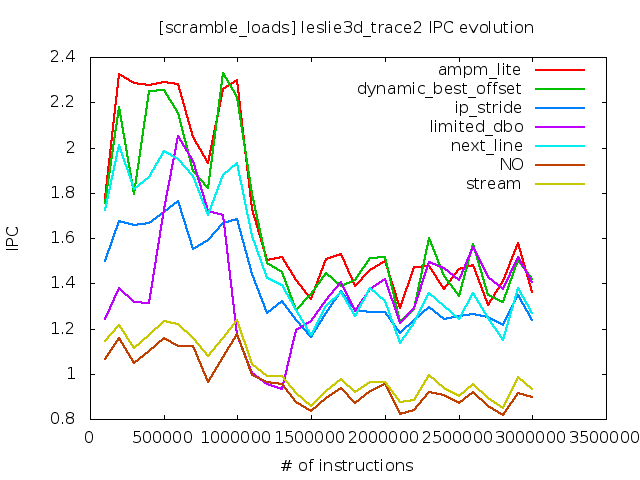 [scramble_loads] leslie3d_trace2 IPC evolution
2.4
2.2
2
1.8
1.6
1.4
1.2
1
0.8
IPC
ampm_lite
dynamic_best_offset
ip_stride
limited_dbo
next_line
NO
stream
0 500000 1000000 1500000 2000000 2500000 3000000 3500000
# of instructions